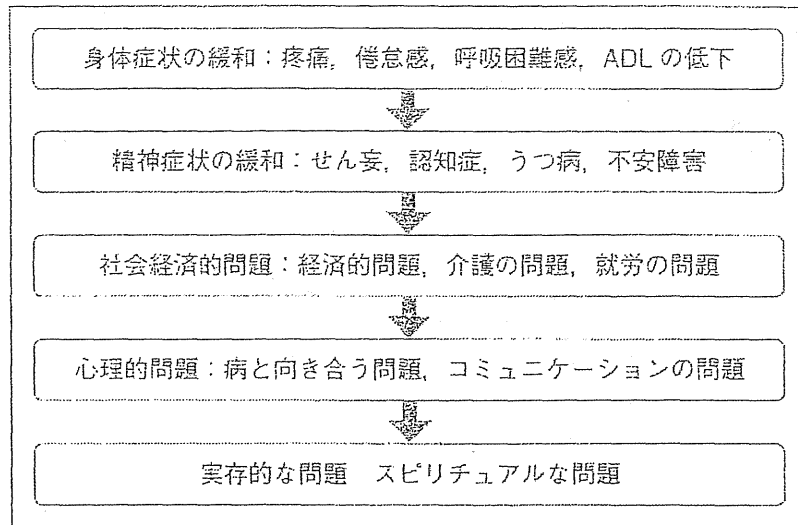 身体症状の緩和：疼痛，倦怠感，呼吸困難感，ADLの低下
精神症状の緩和：せん妄，認知症，うつ病，不安障害
社会経済的問題：経済的問題，介護の問題，就労の問題
心理的問題：病と向き合う問題，コミュニケーションの問題
実存的な問題　スピリチュアルな問題